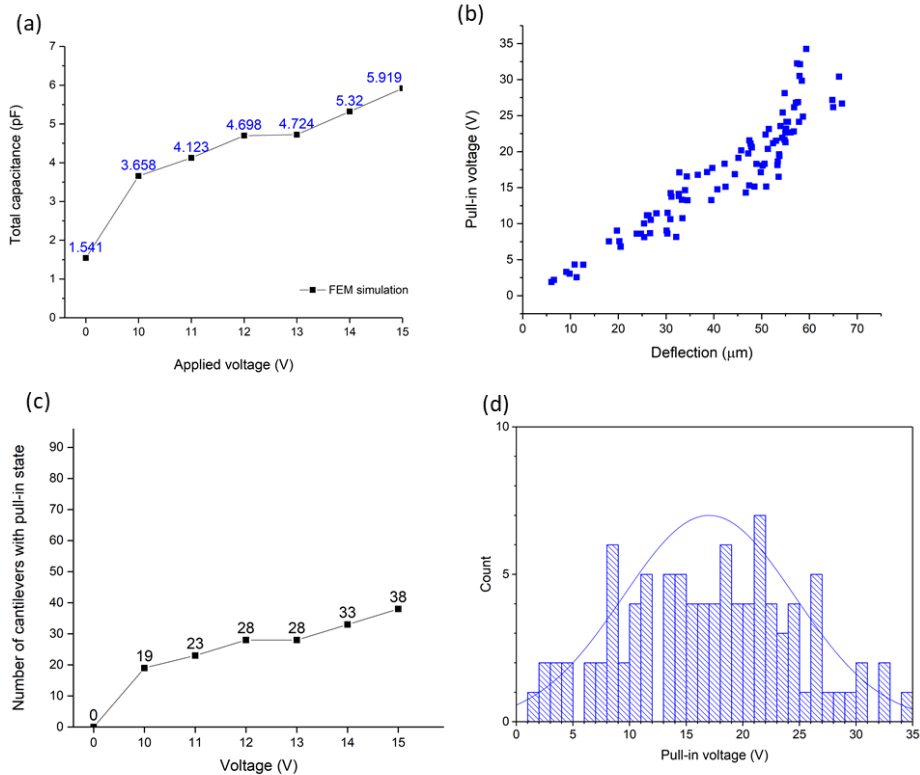 (a)
Total capacitance (pF)
7
6
5
4
3
2
1
0
1.541
3.658
4.123
4.698
4.724
5.32
5.919
FEM simulation
0 10 11 12 13 14 15
Applied voltage (V)
(b)
Pull-in voltage (V)
35
30
25
20
15
10
5
0
0 10 20 30 40 50 60 70
Deflection (μm)
(c)
Number of cantilevers with pull-in state
90
80
70
60
50
40
30
20
10
0
0
19
23
28
28
33
38
0 10 11 12 13 14 15
Voltage (V)
(d)
Count
10
5
0
0 5 10 15 20 25 30 35
Pull-in voltage (V)